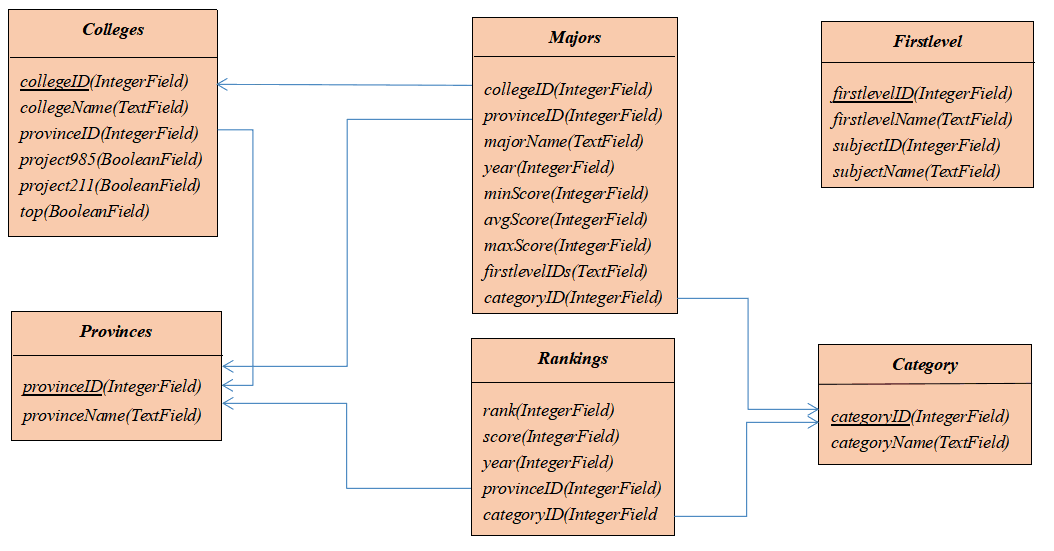 Colleges
collegeID(IntegerField)
collegeName(TextField)
provinceID(IntegerField)
project985(BooleanField)
project211(BooleanField)
top(BooleanField)
Majors
collegeID(IntegerField)
provinceID(IntegerField)
majorName(TextField)
year(IntegerField)
minScore(IntegerField)
avgScore(IntegerField)
maxScore(IntegerField)
firstlevelIDs(TextField)
categoryID(IntegerField)
Firstlevel
firstlevelID(IntegerField)
firstlevelName(TextField)
subjectID(IntegerField)
subjectName(TextField)
Provinces
provinceID(IntegerField)
provinceName(TextField)
Rankings
rank(IntegerField)
score(IntegerField)
year(IntegerField)
provinceID(IntegerField)
categoryID(IntegerField
Category
categoryID(IntegerField)
categoryName(TextField)